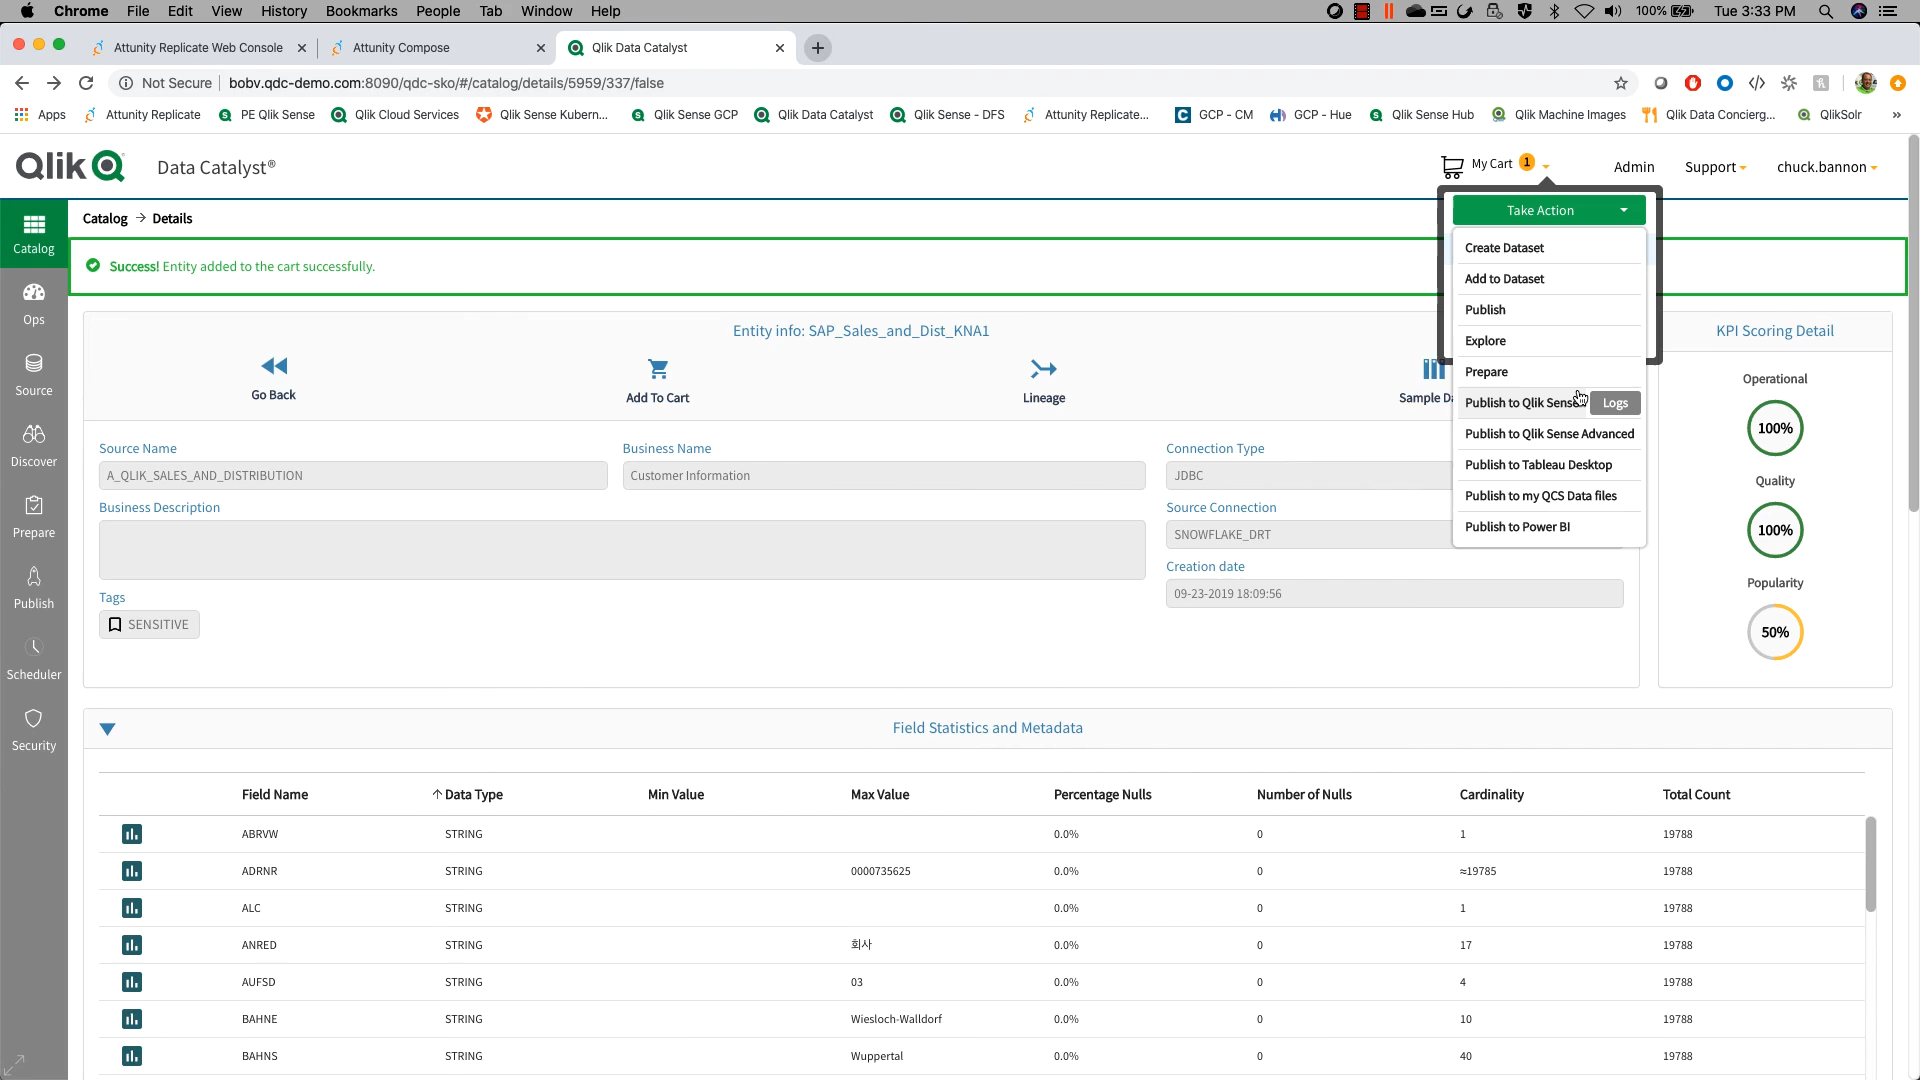 Chrome File Edit View History Bookmarks People Tab Window Help 100% Tue 3:33 PM
Attunity Replicate Web Console Attunity Compose Qlik Data Catalyst
Not Secure bobv.qdc-demo.com:8090/qdc-sko/#/catalog/details/5959/337/false
Apps Attunity Replicate PE Qlik Sense Qlik Cloud Services Qlik Sense Kubern... Qlik Sense GCP Qlik Data Catalyst Qlik Sense - DFS Attunity Replicate... GCP - CM GCP - Hue Qlik Sense Hub Qlik Machine Images Qlik Data Concierg... QlikSolr »
Qlik Data Catalyst® My Cart 1 Admin Support chuck.bannon
Take Action
Create Dataset
Add to Dataset
Publish
Explore
Prepare
Publish to Qlik Sense Logs
Publish to Qlik Sense Advanced
Publish to Tableau Desktop
Publish to my QCS Data files
Publish to Power BI
Catalog
Ops
Source
Discover
Prepare
Publish
Scheduler
Security
Catalog → Details
Success! Entity added to the cart successfully.
Entity info: SAP_Sales_and_Dist_KNA1
Go Back Add To Cart Lineage Sample Da
Source Name Business Name Connection Type
A_QLIK_SALES_AND_DISTRIBUTION Customer Information JDBC
Business Description Source Connection
SNOWFLAKE_DRT
Creation date
09-23-2019 18:09:56
Tags
SENSITIVE
KPI Scoring Detail
Operational
100%
Quality
100%
Popularity
50%
Field Statistics and Metadata
Field Name Data Type Min Value Max Value Percentage Nulls Number of Nulls Cardinality Total Count
ABRVW STRING 0.0% 0 1 19788
ADRNR STRING 0000735625 0.0% 0 ≈19785 19788
ALC STRING 0.0% 0 1 19788
ANRED STRING 회사 0.0% 0 17 19788
AUFSD STRING 03 0.0% 0 4 19788
BAHNE STRING Wiesloch-Walldorf 0.0% 0 10 19788
BAHNS STRING Wuppertal 0.0% 0 40 19788